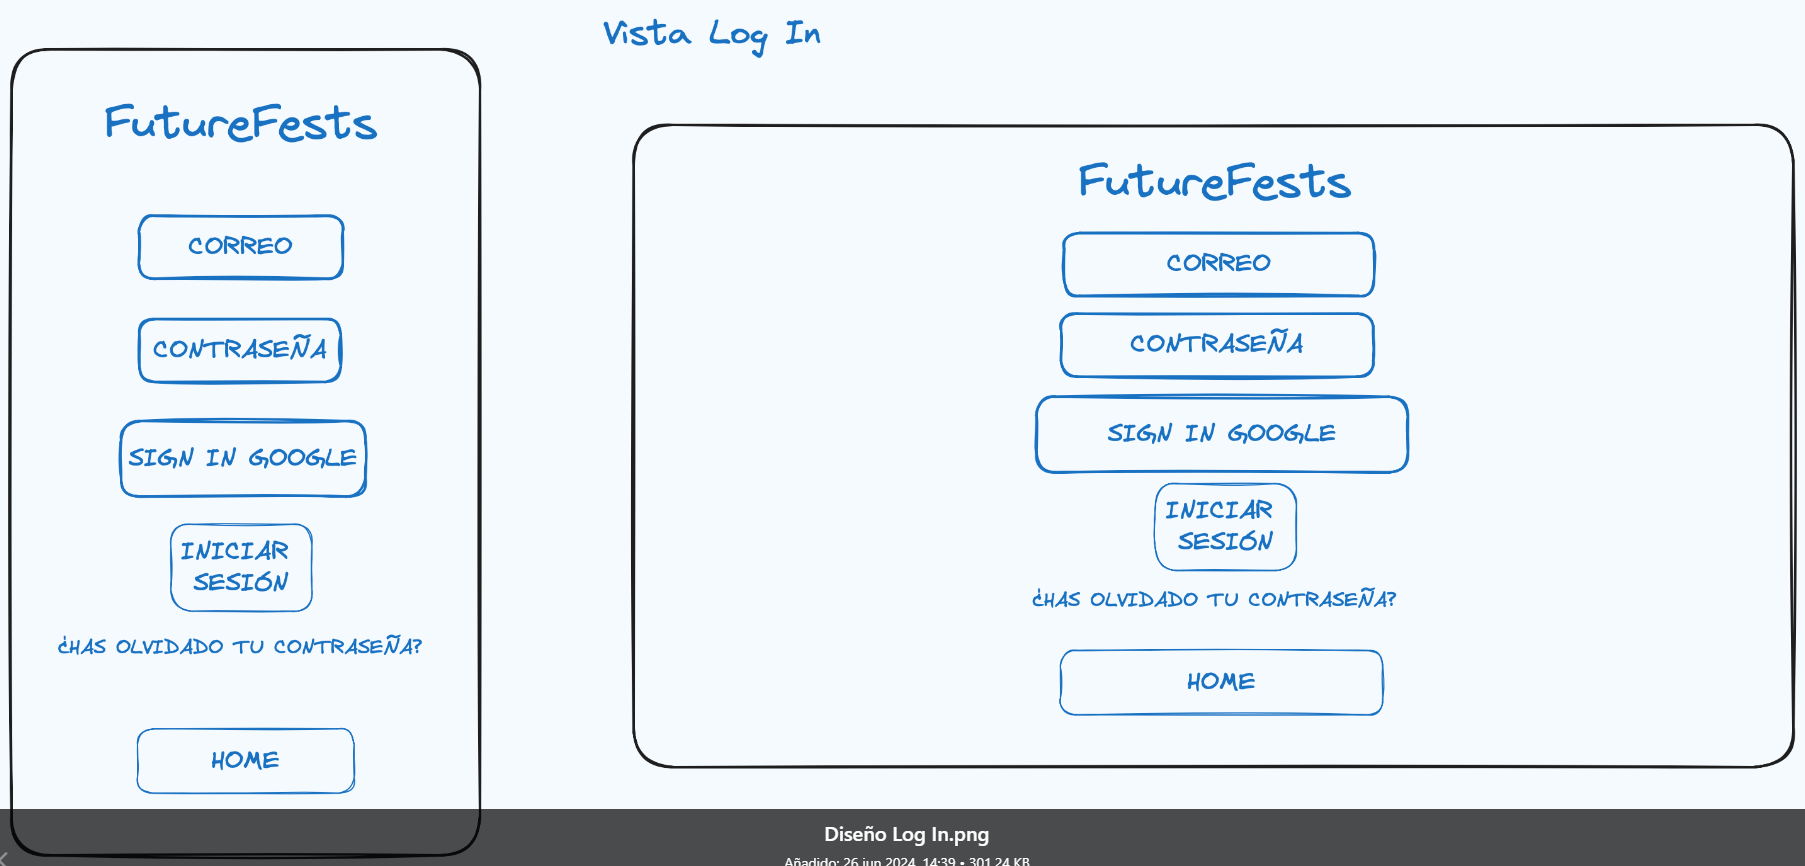 Vista Log In
FutureFests
CORREO
CONTRASEÑA
SIGN IN GOOGLE
INICIAR
SESIÓN
¿HAS OLVIDADO TU CONTRASEÑA?
HOME
FutureFests
CORREO
CONTRASEÑA
SIGN IN GOOGLE
INICIAR
SESIÓN
¿HAS OLVIDADO TU CONTRASEÑA?
HOME
Diseño Log In.png
Añadido: 26 jun 2024, 14:39 • 301.24 KB